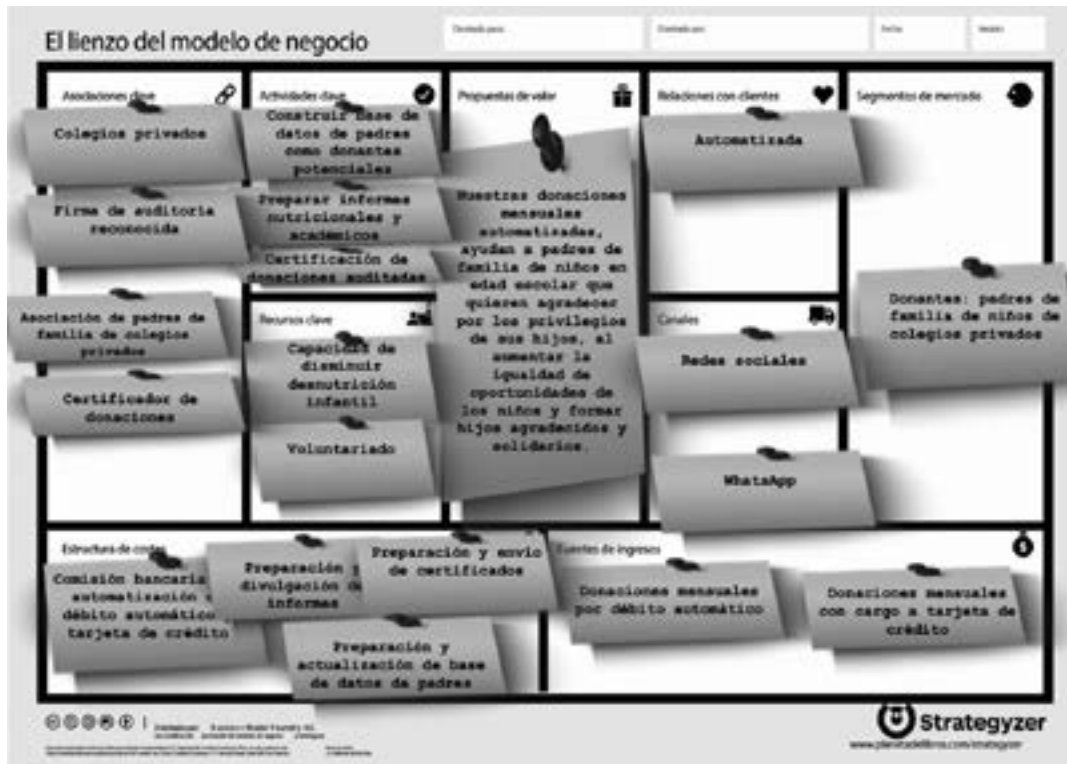 El lienzo del modelo de negocio
Diseñado para:
Diseñado por:
Fecha:
Versión:
Asociaciones clave
Colegios privados
Firma de auditoria
reconocida
Asociación de padres de
familia de colegios
privados
Certificador de
donaciones
Actividades clave
Construir base de
datos de padres
como donantes
potenciales
Preparar informes
nutricionales y
académicos
Certificación de
donaciones auditadas
Recursos clave
Capacidad de
disminuir
desnutrición
infantil
Voluntariado
Propuestas de valor
Nuestras donaciones
mensuales
automatizadas,
ayudan a padres de
familia de niños en
edad escolar que
quieren agradecer
por los privilegios
de sus hijos, al
aumentar la
igualdad de
oportunidades de
los niños y formar
hijos agradecidos y
solidarios.
Relaciones con clientes
Automatizada
Canales
Redes sociales
WhatsApp
Segmentos de mercado
Donantes: padres de
familia de niños de
colegios privados
Estructura de costes
Comisión bancaria
automatización
débito automático
tarjeta de crédito
Preparación y
divulgación de
informes
Preparación y envío
de certificados
Preparación y
actualización de base
de datos de padres
Fuentes de ingresos
Donaciones mensuales
por débito automático
Donaciones mensuales
con cargo a tarjeta de
crédito
Strategyzer
www.planetadelibros.com/strategyzer